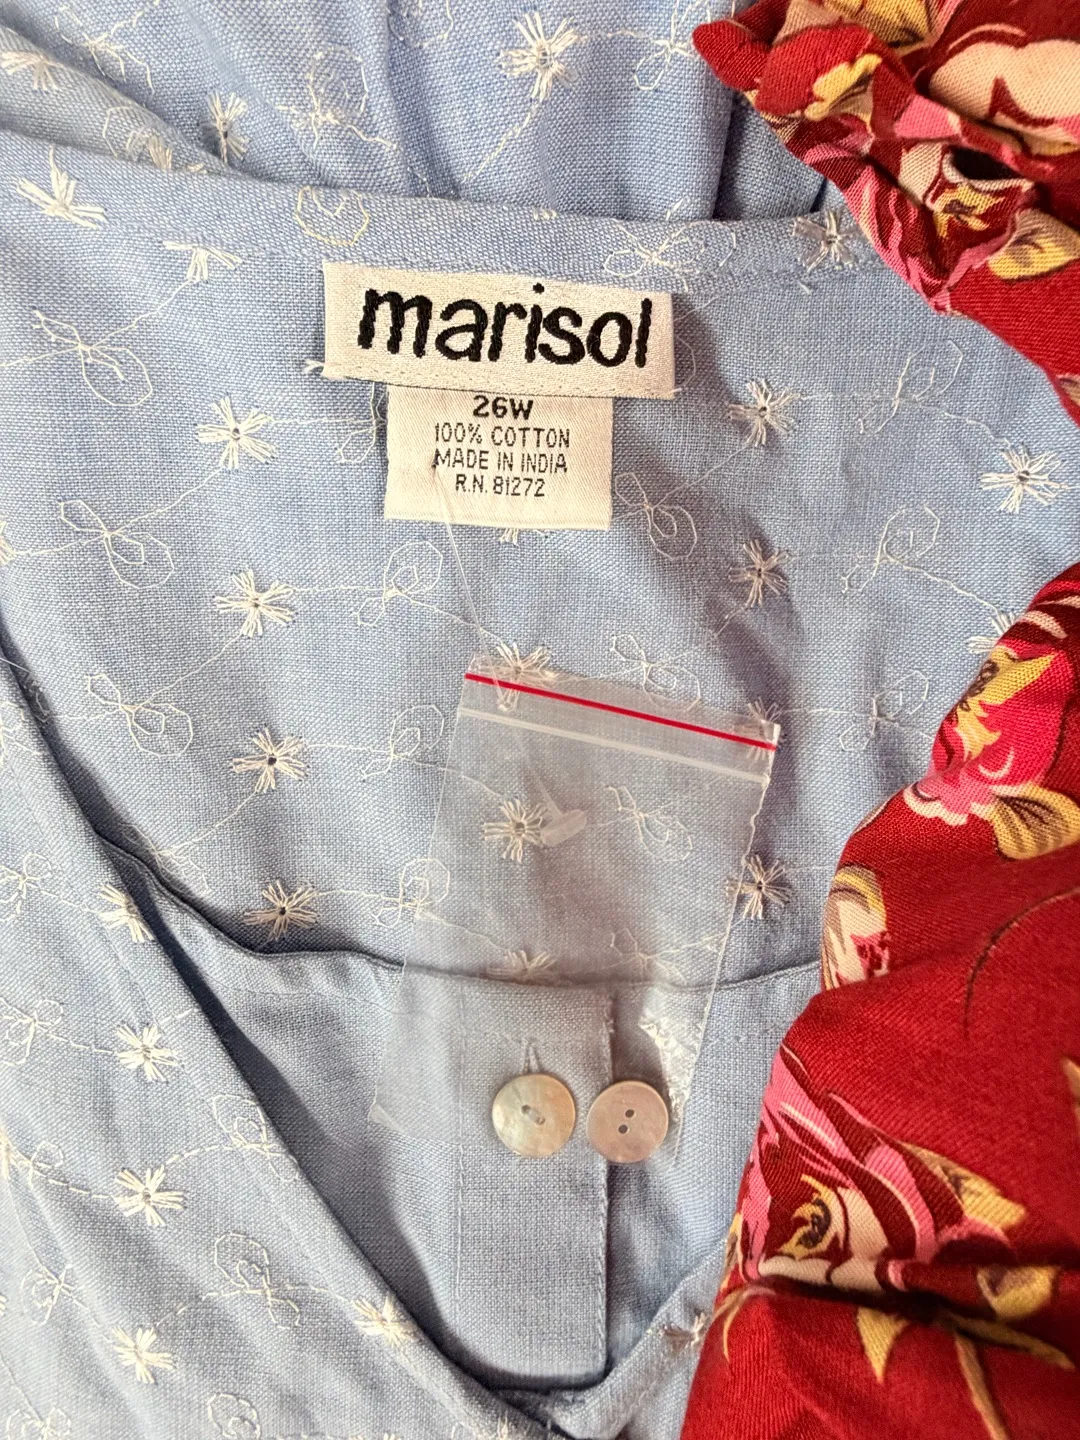 marisol
26W
100% COTTON
MADE IN INDIA
R.N. 81272